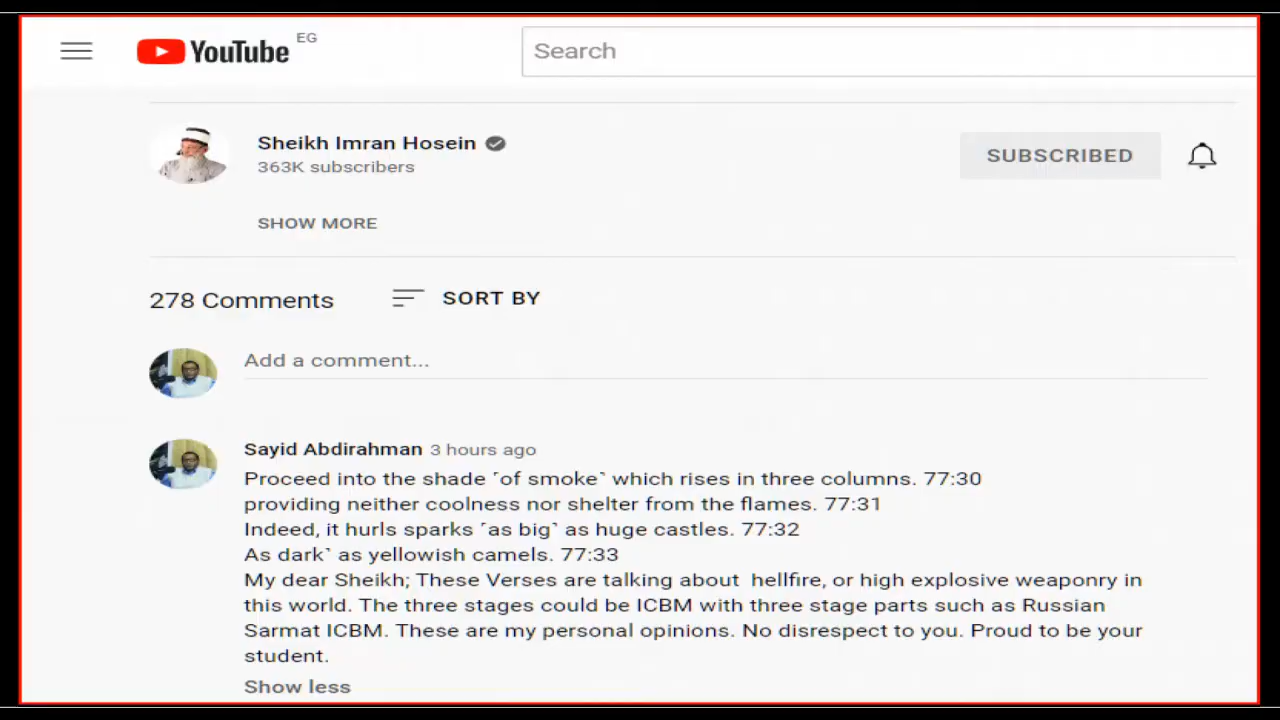 YouTube EG
Search
Sheikh Imran Hosein
363K subscribers
SUBSCRIBED
SHOW MORE
278 Comments
SORT BY
Add a comment...
Sayid Abdirahman 3 hours ago
Proceed into the shade ˹of smoke˺ which rises in three columns. 77:30
providing neither coolness nor shelter from the flames. 77:31
Indeed, it hurls sparks ˹as big˺ as huge castles. 77:32
As dark˺ as yellowish camels. 77:33
My dear Sheikh; These Verses are talking about  hellfire, or high explosive weaponry in
this world. The three stages could be ICBM with three stage parts such as Russian
Sarmat ICBM. These are my personal opinions. No disrespect to you. Proud to be your
student.
Show less